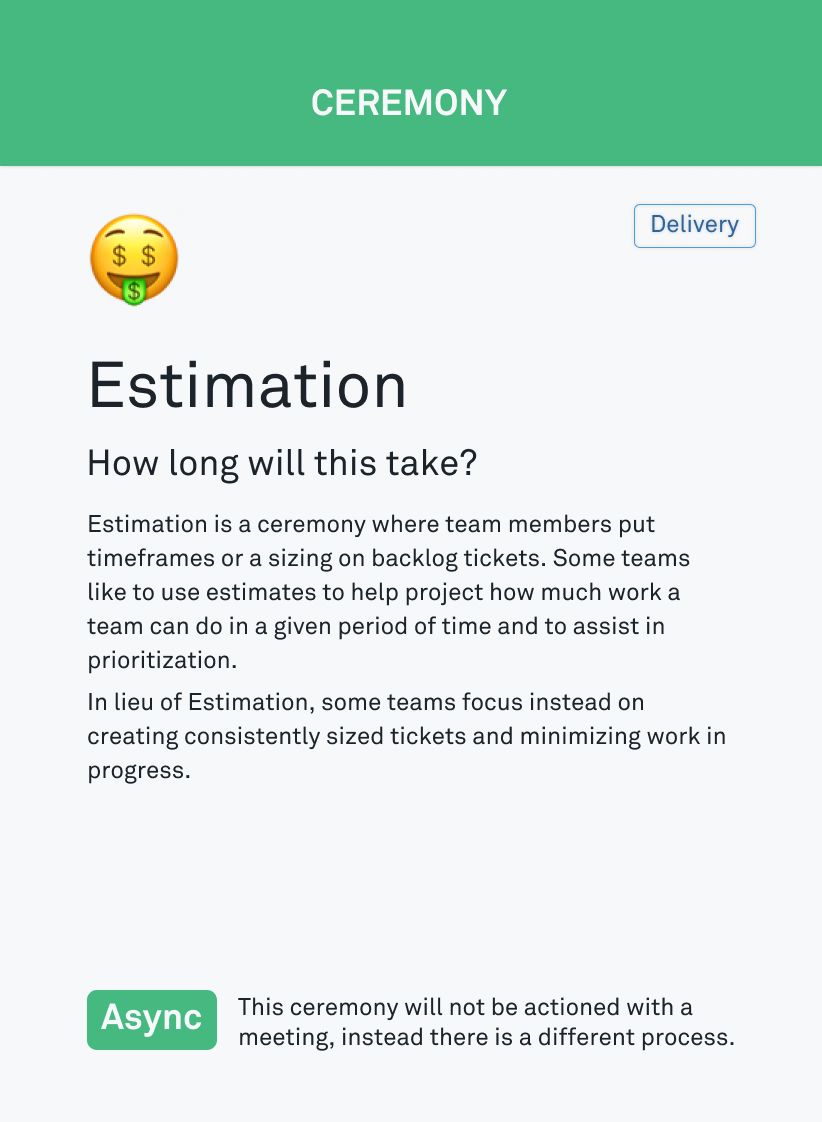 CEREMONY
Delivery
Estimation
How long will this take?
Estimation is a ceremony where team members put
timeframes or a sizing on backlog tickets. Some teams
like to use estimates to help project how much work a
team can do in a given period of time and to assist in
prioritization.
In lieu of Estimation, some teams focus instead on
creating consistently sized tickets and minimizing work in
progress.
Async
This ceremony will not be actioned with a
meeting, instead there is a different process.